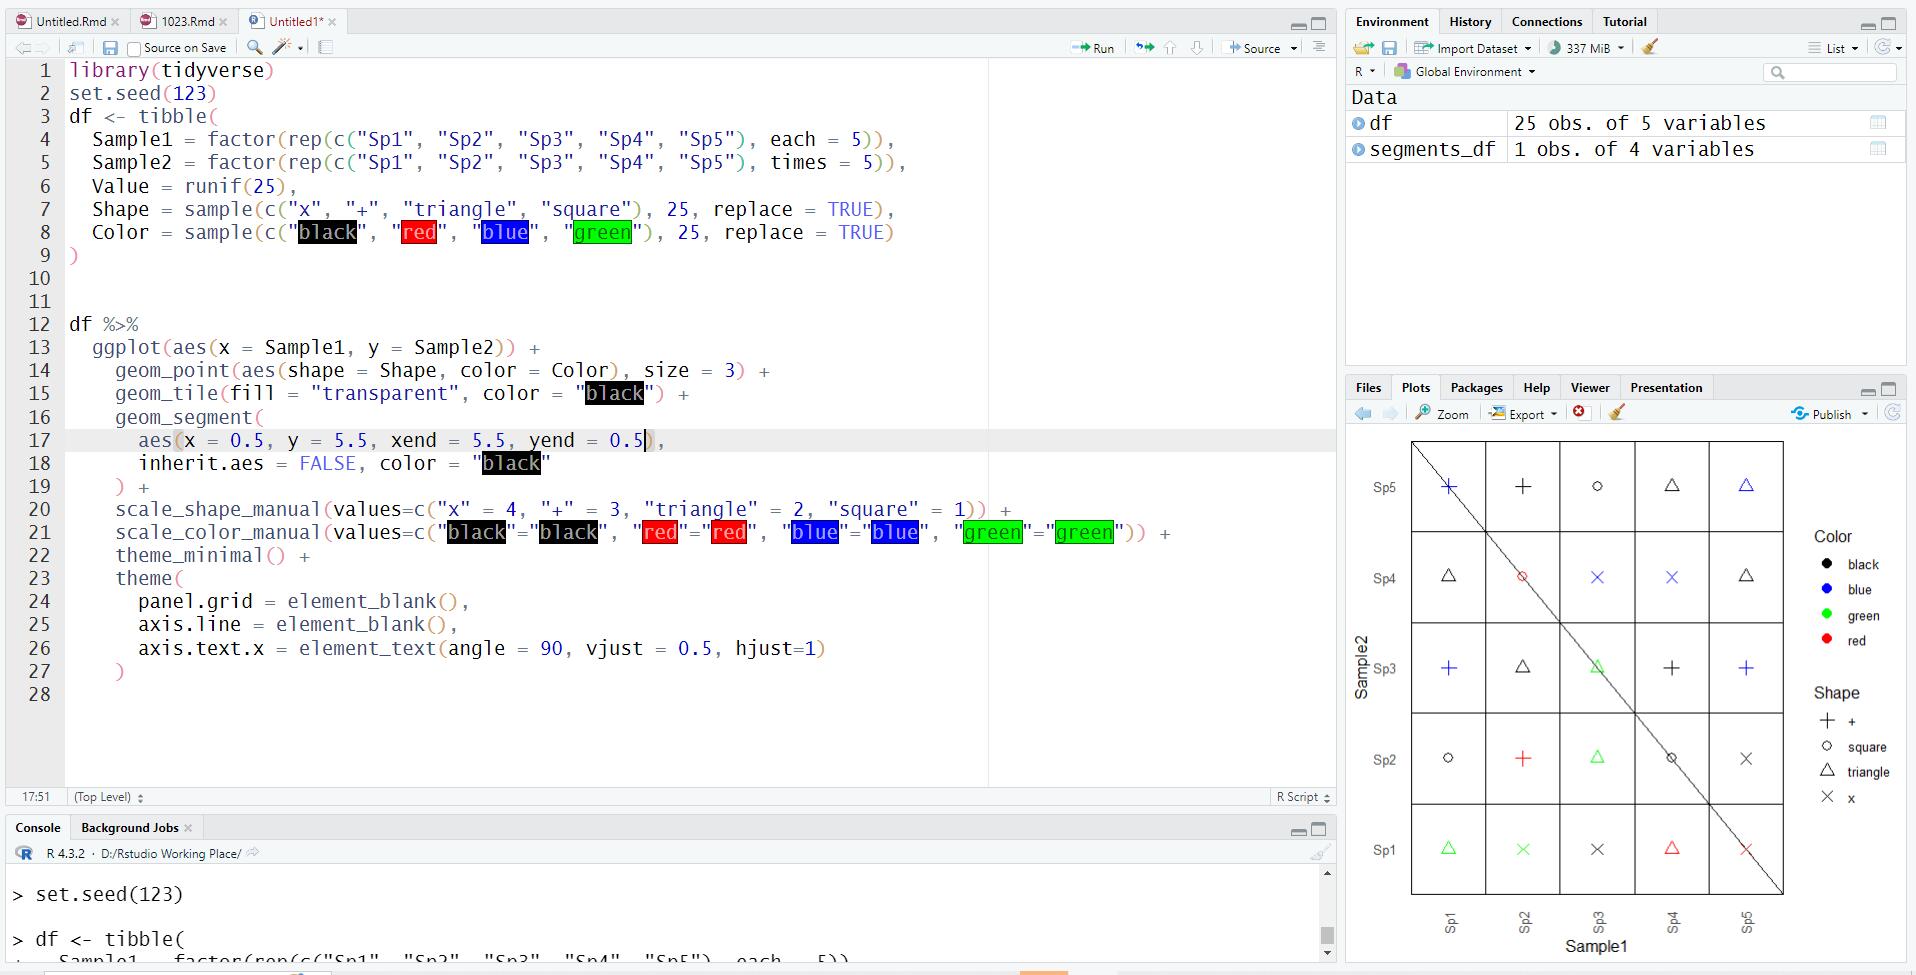 Untitled.Rmd × 1023.Rmd × Untitled1* ×
Source on Save Run Source
1 library(tidyverse)
2 set.seed(123)
3 df <- tibble(
4 Sample1 = factor(rep(c("Sp1", "Sp2", "Sp3", "Sp4", "Sp5"), each = 5)),
5 Sample2 = factor(rep(c("Sp1", "Sp2", "Sp3", "Sp4", "Sp5"), times = 5)),
6 Value = runif(25),
7 Shape = sample(c("x", "+", "triangle", "square"), 25, replace = TRUE),
8 Color = sample(c("black", "red", "blue", "green"), 25, replace = TRUE)
9 )
10
11
12 df %>%
13 ggplot(aes(x = Sample1, y = Sample2)) +
14 geom_point(aes(shape = Shape, color = Color), size = 3) +
15 geom_tile(fill = "transparent", color = "black") +
16 geom_segment(
17 aes(x = 0.5, y = 5.5, xend = 5.5, yend = 0.5),
18 inherit.aes = FALSE, color = "black"
19 ) +
20 scale_shape_manual(values=c("x" = 4, "+" = 3, "triangle" = 2, "square" = 1)) +
21 scale_color_manual(values=c("black"="black", "red"="red", "blue"="blue", "green"="green")) +
22 theme_minimal() +
23 theme(
24 panel.grid = element_blank(),
25 axis.line = element_blank(),
26 axis.text.x = element_text(angle = 90, vjust = 0.5, hjust=1)
27 )
28
17:51 (Top Level) R Script
Console Background Jobs ×
R 4.3.2 · D:/Rstudio Working Place/
> set.seed(123)
> df <- tibble(
+ Sample1 = factor(rep(c("Sp1", "Sp2", "Sp3", "Sp4", "Sp5"), each = 5)),
Environment History Connections Tutorial
Import Dataset 337 MiB List
R Global Environment
Data
df 25 obs. of 5 variables
segments_df 1 obs. of 4 variables
Files Plots Packages Help Viewer Presentation
Zoom Export Publish
Sp5
Sp4
Sp3
Sp2
Sp1
Sample2
Sp1 Sp2 Sp3 Sp4 Sp5
Sample1
Color
black
blue
green
red
Shape
+
square
triangle
x